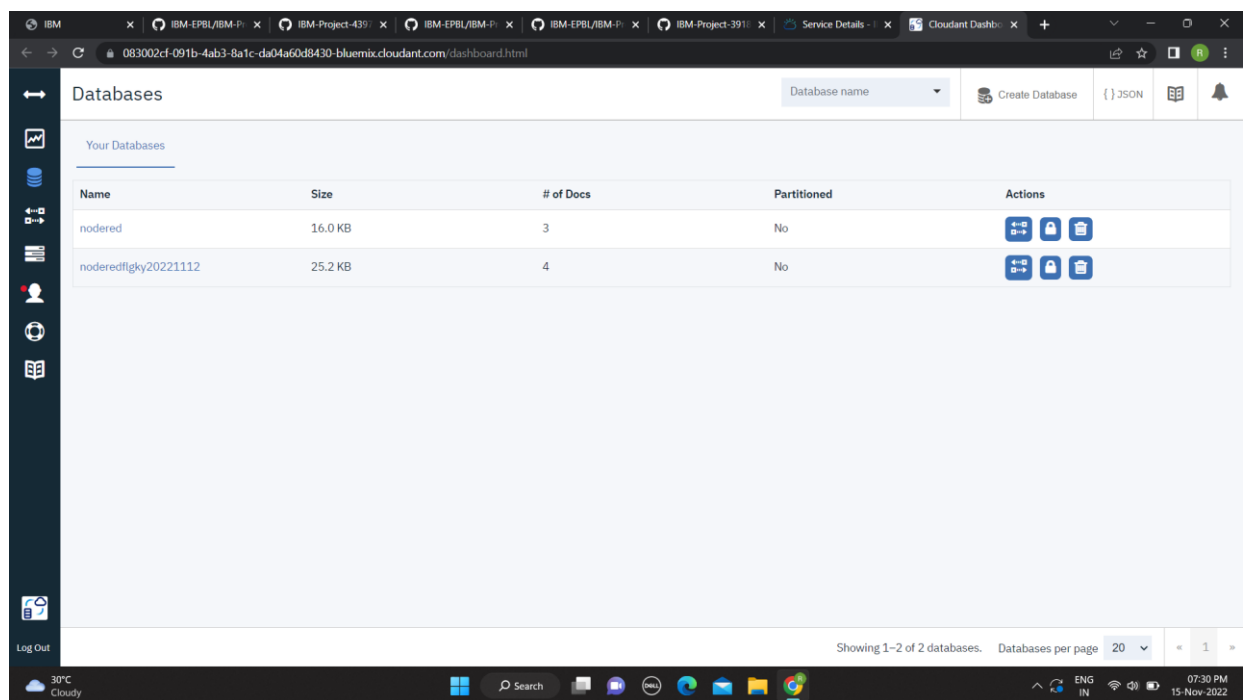 IBM
IBM-EPBL/IBM-Pr
IBM-Project-4397
IBM-EPBL/IBM-Pr
IBM-EPBL/IBM-Pr
IBM-Project-3918
Service Details - I
Cloudant Dashbo
083002cf-091b-4ab3-8a1c-da04a60d8430-bluemix.cloudant.com/dashboard.html
R
Databases
Database name
Create Database
{ } JSON
Your Databases
Name Size # of Docs Partitioned Actions
nodered 16.0 KB 3 No
noderedflgky20221112 25.2 KB 4 No
Log Out
Showing 1–2 of 2 databases. Databases per page 20 « 1 »
30°C
Cloudy
Search
DELL
ENG
IN
07:30 PM
15-Nov-2022